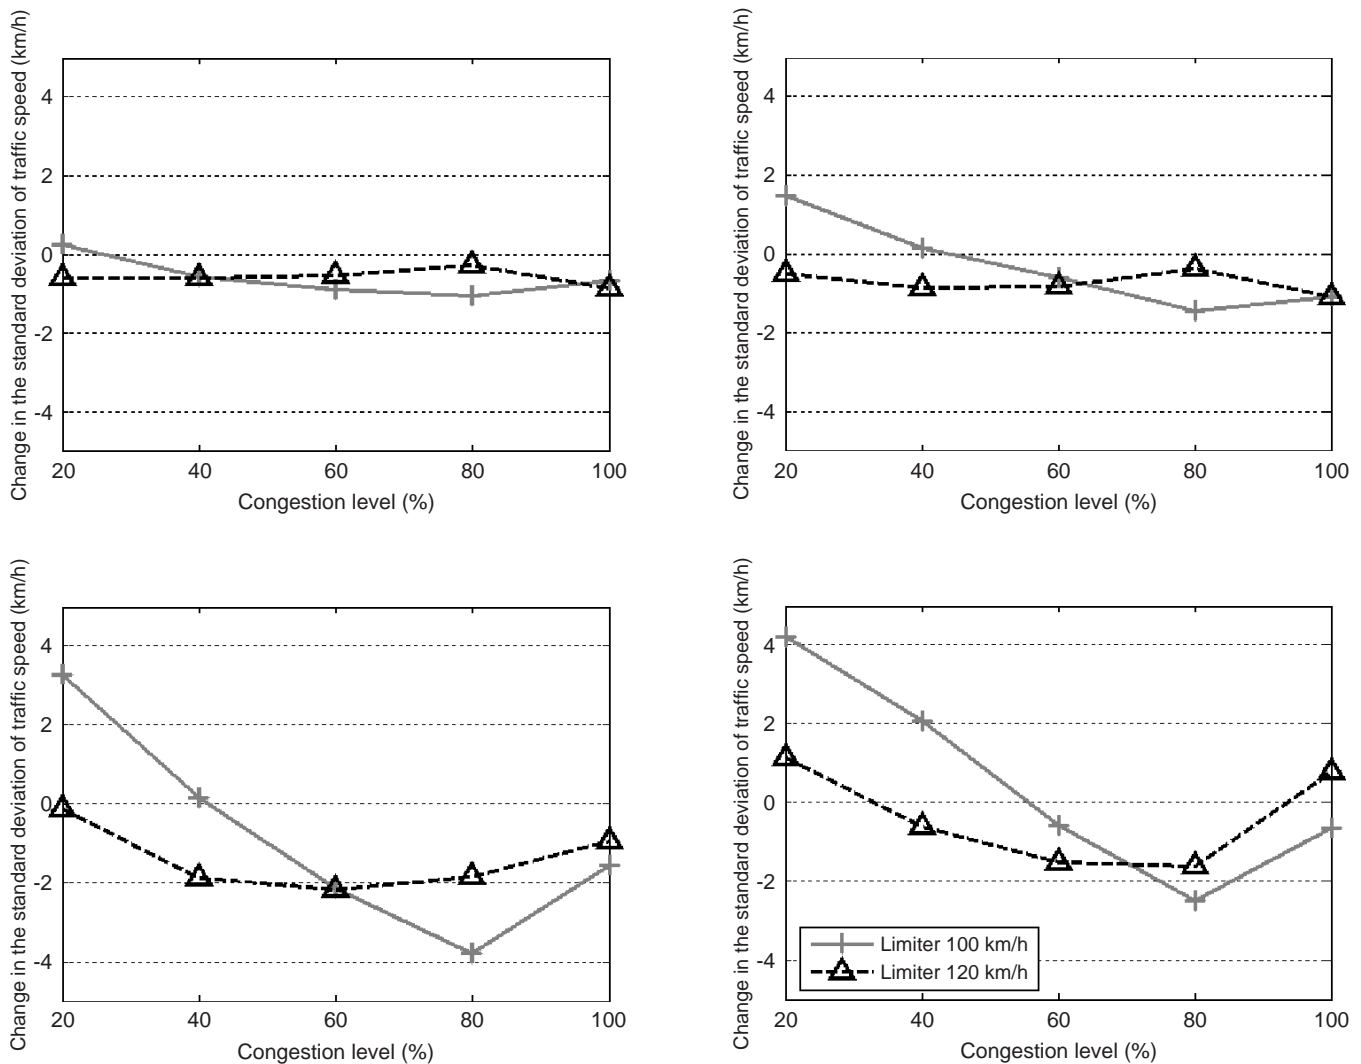 Change in the standard deviation of traffic speed (km/h)
4
2
0
-2
-4
20 40 60 80 100
Congestion level (%)
Change in the standard deviation of traffic speed (km/h)
4
2
0
-2
-4
20 40 60 80 100
Congestion level (%)
Change in the standard deviation of traffic speed (km/h)
4
2
0
-2
-4
20 40 60 80 100
Congestion level (%)
Change in the standard deviation of traffic speed (km/h)
4
2
0
-2
-4
Limiter 100 km/h
Limiter 120 km/h
20 40 60 80 100
Congestion level (%)